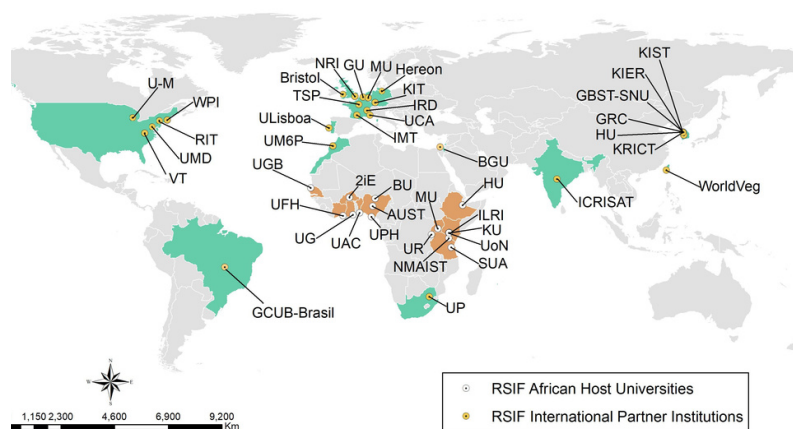 U-M
WPI
RIT
UMD
VT
GCUB-Brasil
NRI
GU
MU
Hereon
Bristol
KIT
TSP
IRD
ULisboa
UCA
UM6P
IMT
UGB
BGU
2iE
BU
HU
UFH
AUST
MU
ILRI
KU
UG
UAC
UPH
UR
UoN
NMAIST
SUA
UP
KIST
KIER
GBST-SNU
GRC
HU
KRICT
WorldVeg
ICRISAT
N
W
E
S
1,150 2,300 4,600 6,900 9,200
Km
RSIF African Host Universities
RSIF International Partner Institutions